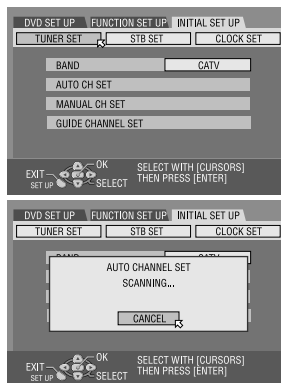 DVD SET UP FUNCTION SET UP INITIAL SET UP
TUNER SET STB SET CLOCK SET
BAND CATV
AUTO CH SET
MANUAL CH SET
GUIDE CHANNEL SET
OK
EXIT SELECT
SET UP
SELECT WITH [CURSORS]
THEN PRESS [ENTER]
DVD SET UP FUNCTION SET UP INITIAL SET UP
TUNER SET STB SET CLOCK SET
BAND CATV
AUTO CHANNEL SET
SCANNING...
CANCEL
OK
EXIT SELECT
SET UP
SELECT WITH [CURSORS]
THEN PRESS [ENTER]